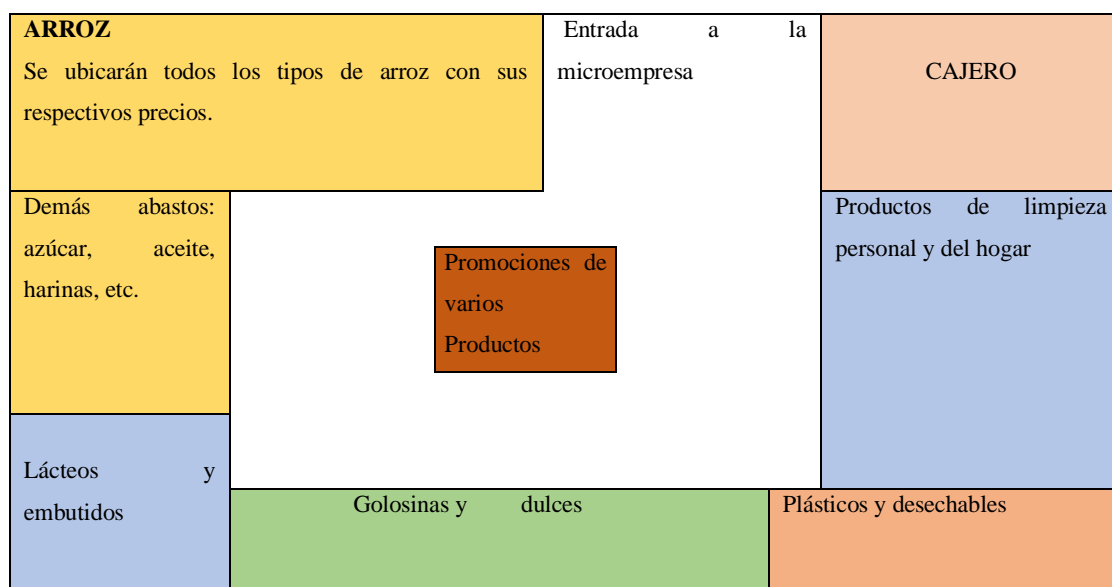 ARROZ
Se ubicarán todos los tipos de arroz con sus
respectivos precios.
Entrada a la
microempresa
CAJERO
Demás abastos:
azúcar, aceite,
harinas, etc.
Promociones de
varios
Productos
Productos de limpieza
personal y del hogar
Lácteos y
embutidos
Golosinas y dulces
Plásticos y desechables